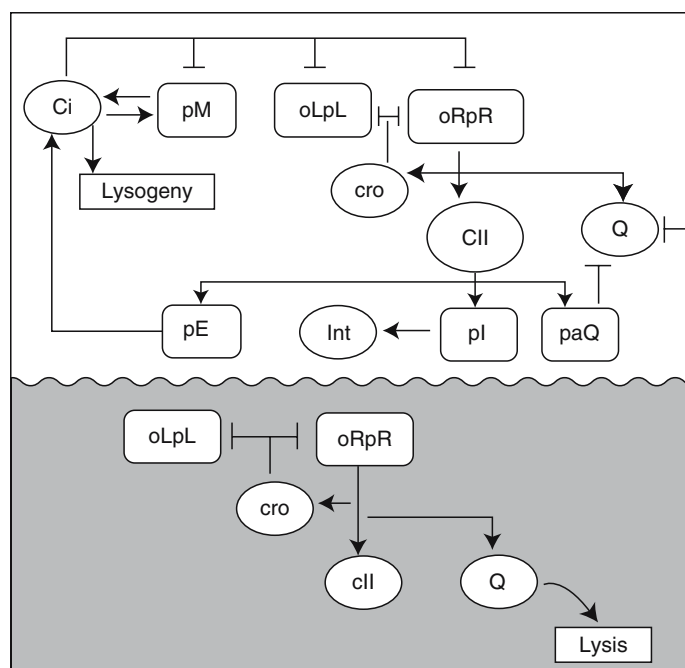 Ci
pM
oLpL
oRpR
Lysogeny
cro
CII
Q
pE
Int
pI
paQ
oLpL
oRpR
cro
cII
Q
Lysis